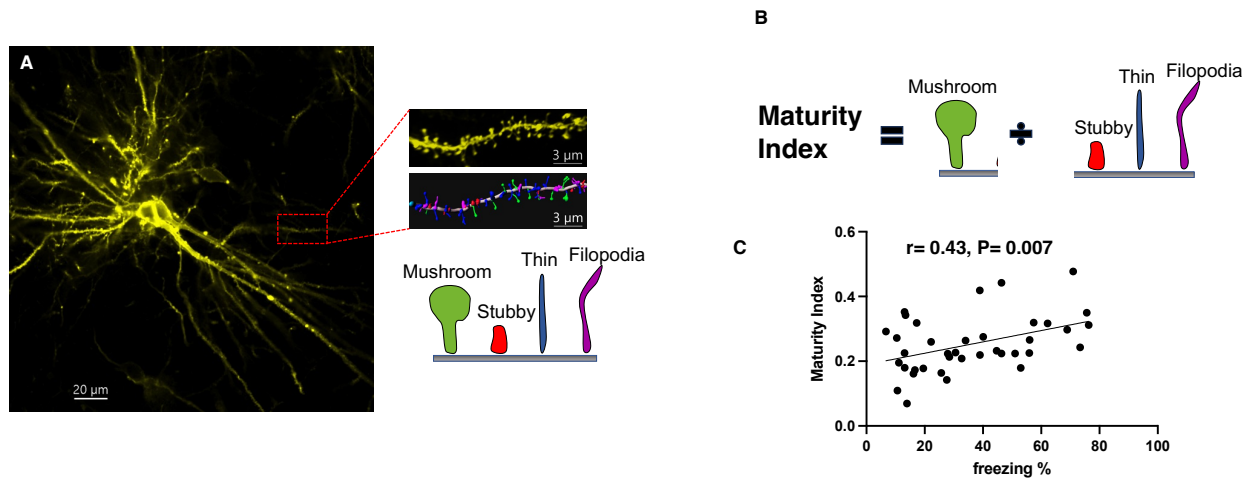 A
3 µm
3 µm
Mushroom
Stubby
Thin
Filopodia
20 µm
B
Maturity
Index
=
Mushroom
÷
Stubby
Thin
Filopodia
C
r= 0.43, P= 0.007
Maturity Index
0.6
0.4
0.2
0.0
0 20 40 60 80 100
freezing %